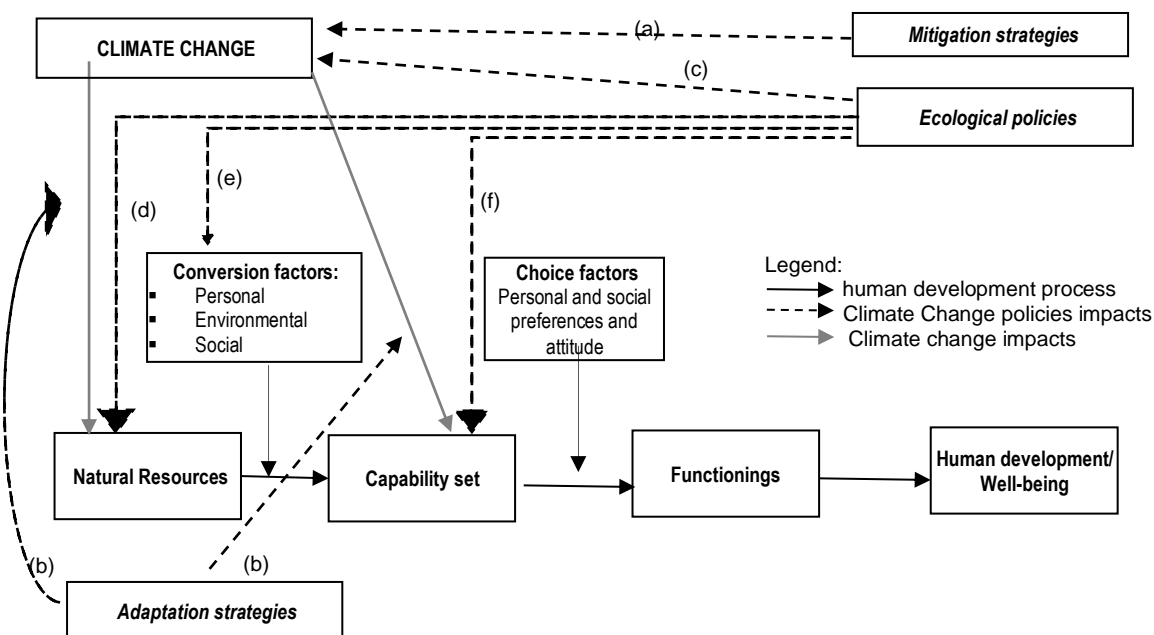 CLIMATE CHANGE
(a)
Mitigation strategies
(c)
Ecological policies
(e)
(d)
(f)
Conversion factors:
▪ Personal
▪ Environmental
▪ Social
Choice factors
Personal and social
preferences and
attitude
Legend:
human development process
Climate Change policies impacts
Climate change impacts
Natural Resources
Capability set
Functionings
Human development/
Well-being
(b)
(b)
Adaptation strategies